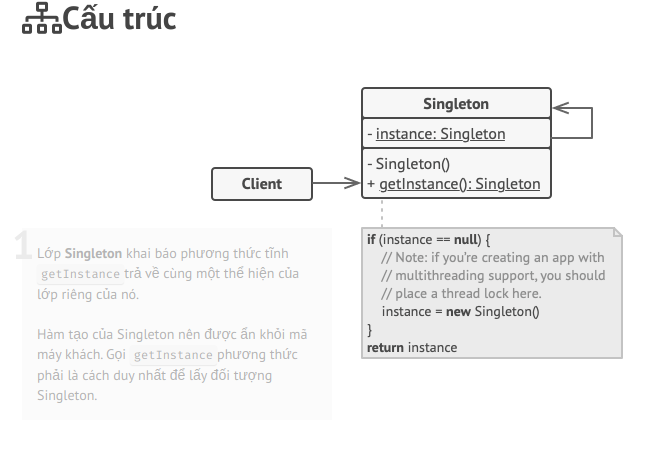 Cấu trúc
Singleton
- instance: Singleton
- Singleton()
+ getInstance(): Singleton
Client
1
Lớp Singleton khai báo phương thức tĩnh
getInstance trả về cùng một thể hiện của
lớp riêng của nó.
Hàm tạo của Singleton nên được ẩn khỏi mã
máy khách. Gọi getInstance phương thức
phải là cách duy nhất để lấy đối tượng
Singleton.
if (instance == null) {
// Note: if you're creating an app with
// multithreading support, you should
// place a thread lock here.
instance = new Singleton()
}
return instance